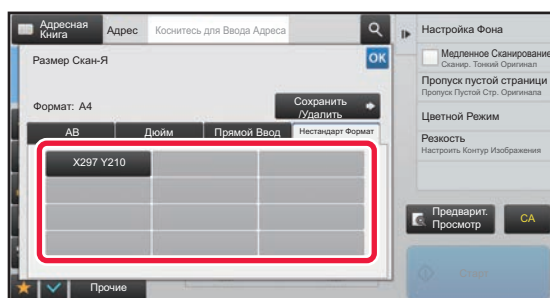 Адресная
Книга
Адрес
Коснитесь для Ввода Адреса
Размер Скан-Я
OK
Формат: A4
Сохранить
/Удалить
AB
Дюйм
Прямой Ввод
Нестандарт Формат
X297 Y210
Прочие
Настройка Фона
Медленное Сканирование
Сканир. Тонкий Оригинал
Пропуск пустой страници
Пропуск Пустой Стр. Оригинала
Цветной Режим
Резкость
Настроить Контур Изображения
Предварит.
Просмотр
CA
Старт